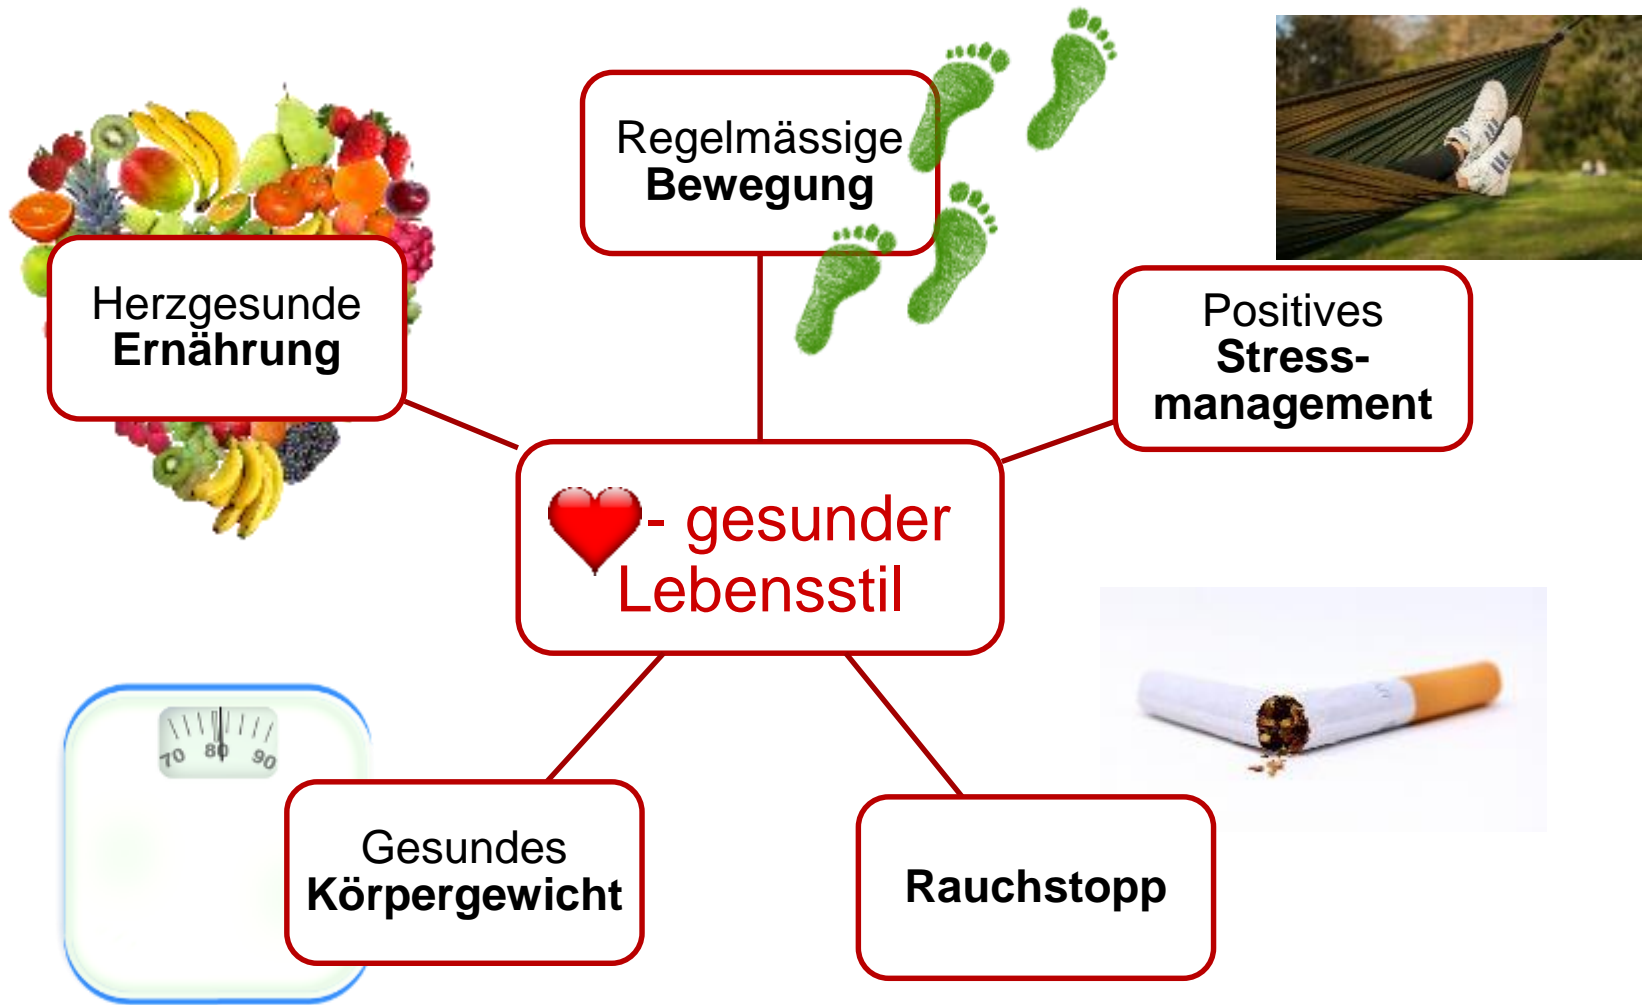 Regelmässige
Bewegung
Herzgesunde
Ernährung
Positives
Stress-
management
- gesunder
Lebensstil
70 80 90
Gesundes
Körpergewicht
Rauchstopp